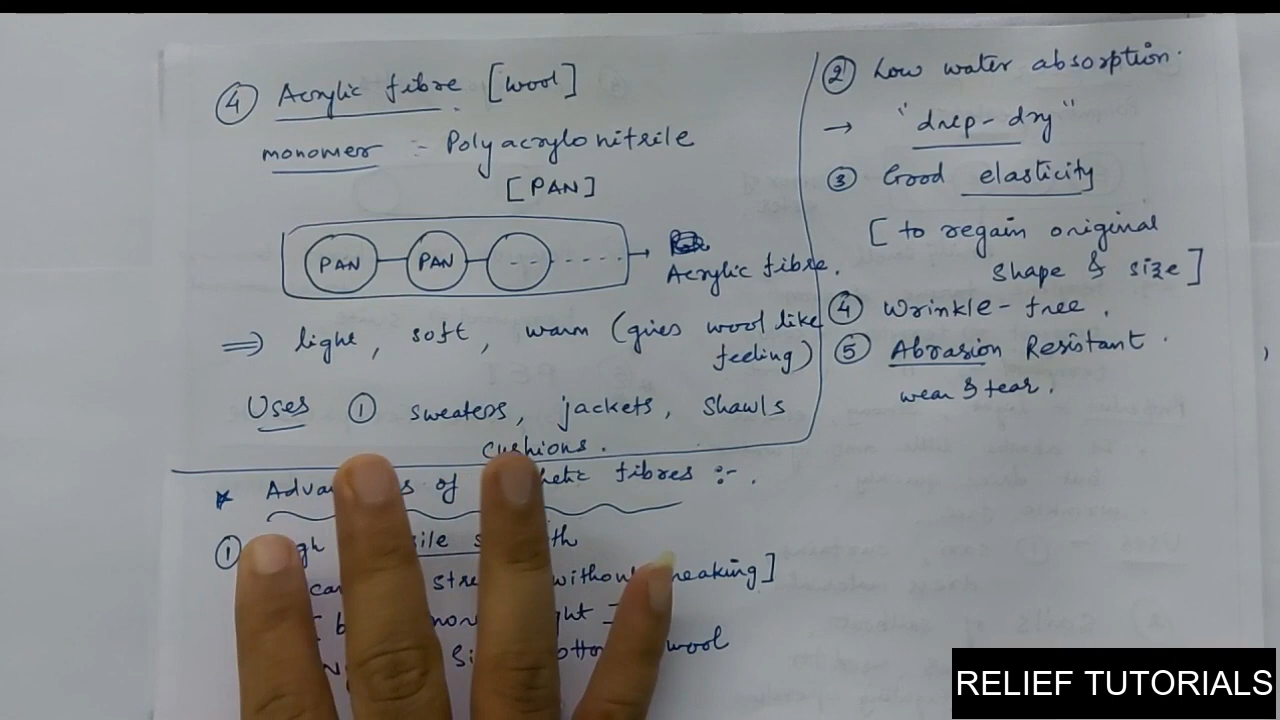 ④ Acrylic fibre [wool]
monomer :- Polyacrylonitrile
[PAN]
PAN PAN
Acrylic fibre.
⇒ light, soft, warm (gives wool like
feeling)
Uses ① sweaters, jackets, shawls
cushions.
* of fibres :-.
①
without
wool
② Low water absorption.
→ "drep-dry"
③ Good elasticity
[to regain original
shape & size]
④ Wrinkle-free.
⑤ Abrasion Resistant.
wear & tear.
RELIEF TUTORIALS